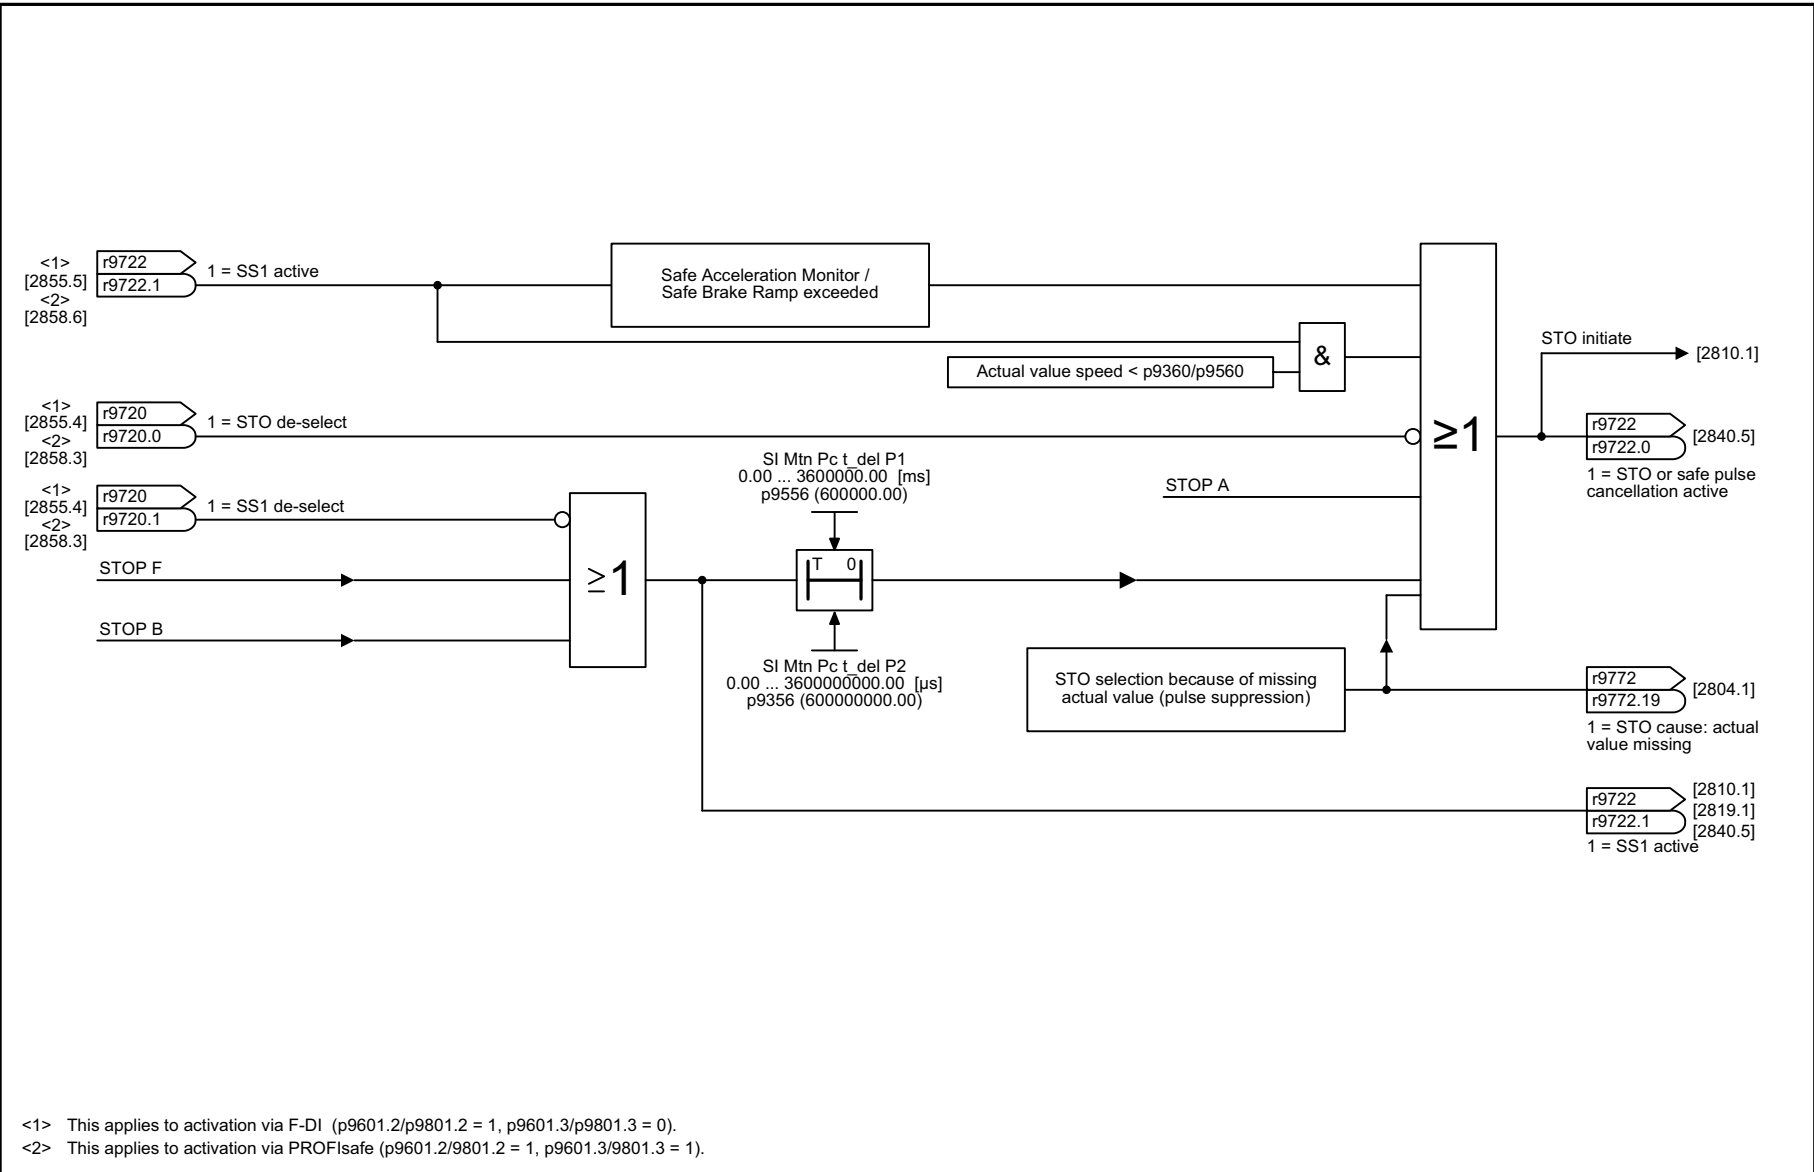 <1>
[2855.5]
<2>
[2858.6]
r9722
r9722.1
1 = SS1 active
Safe Acceleration Monitor /
Safe Brake Ramp exceeded
&
Actual value speed < p9360/p9560
STO initiate
[2810.1]
<1>
[2855.4]
<2>
[2858.3]
r9720
r9720.0
1 = STO de-select
≥1
r9722
r9722.0
[2840.5]
1 = STO or safe pulse
cancellation active
SI Mtn Pc t_del P1
0.00 ... 3600000.00 [ms]
p9556 (600000.00)
STOP A
<1>
[2855.4]
<2>
[2858.3]
r9720
r9720.1
1 = SS1 de-select
STOP F
STOP B
≥1
T 0
SI Mtn Pc t_del P2
0.00 ... 3600000000.00 [µs]
p9356 (600000000.00)
STO selection because of missing
actual value (pulse suppression)
r9772
r9772.19
[2804.1]
1 = STO cause: actual
value missing
r9722
r9722.1
[2810.1]
[2819.1]
[2840.5]
1 = SS1 active
<1> This applies to activation via F-DI (p9601.2/p9801.2 = 1, p9601.3/p9801.3 = 0).
<2> This applies to activation via PROFIsafe (p9601.2/9801.2 = 1, p9601.3/9801.3 = 1).